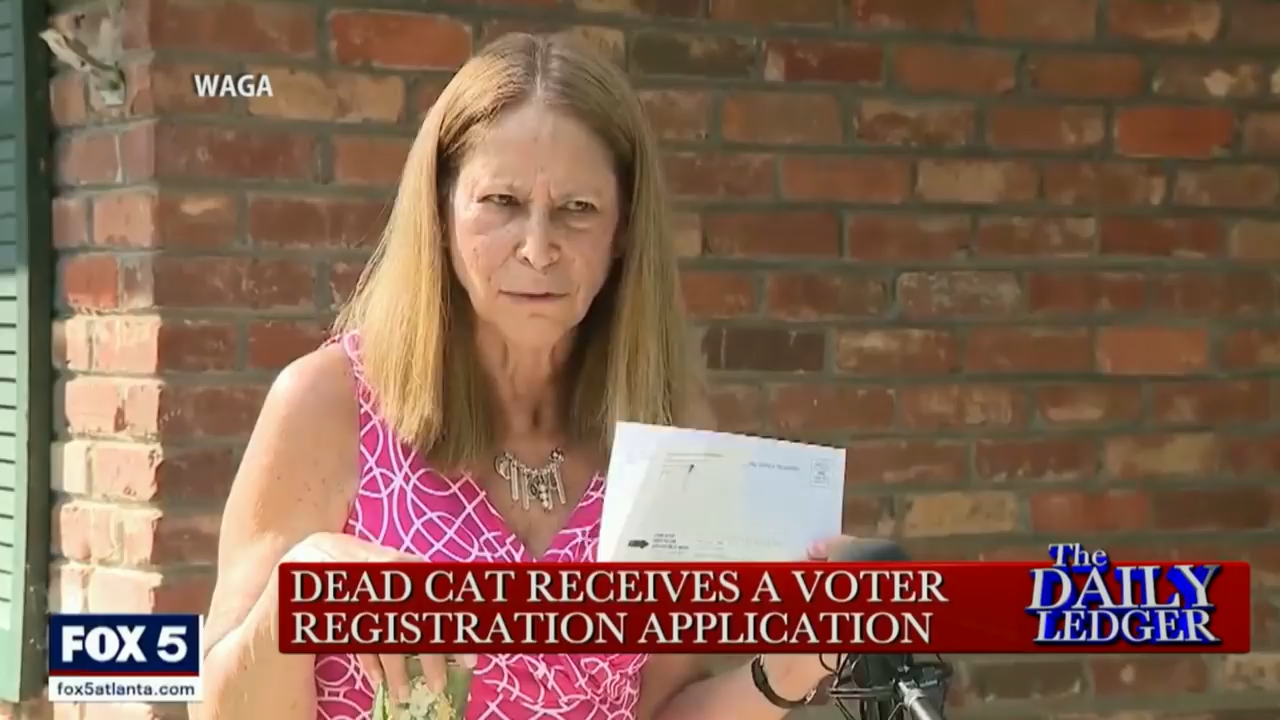 WAGA
DEAD CAT RECEIVES A VOTER
REGISTRATION APPLICATION
The
DAILY
LEDGER
FOX 5
fox5atlanta.com